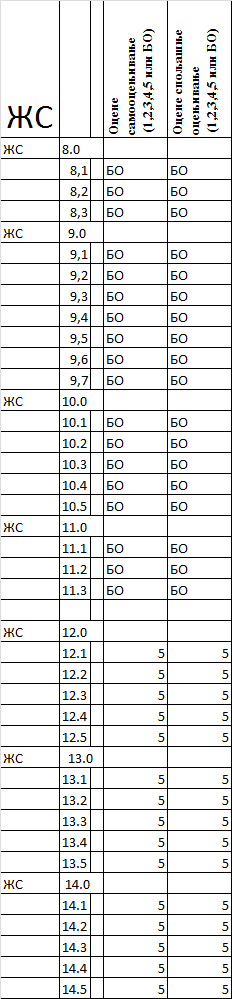 ЖС
Оцене
самооцењивање
(1,2,3,4,5 или БО)
Оцене спољашње
оцењивање
(1,2,3,4,5 или БО)
ЖС 8.0
8,1 БО БО
8,2 БО БО
8,3 БО БО
ЖС 9.0
9,1 БО БО
9,2 БО БО
9,3 БО БО
9,4 БО БО
9,5 БО БО
9,6 БО БО
9,7 БО БО
ЖС 10.0
10.1 БО БО
10.2 БО БО
10.3 БО БО
10.4 БО БО
10.5 БО БО
ЖС 11.0
11.1 БО БО
11.2 БО БО
11.3 БО БО
ЖС 12.0
12.1 5 5
12.2 5 5
12.3 5 5
12.4 5 5
12.5 5 5
ЖС 13.0
13.1 5 5
13.2 5 5
13.3 5 5
13.4 5 5
13.5 5 5
ЖС 14.0
14.1 5 5
14.2 5 5
14.3 5 5
14.4 5 5
14.5 5 5